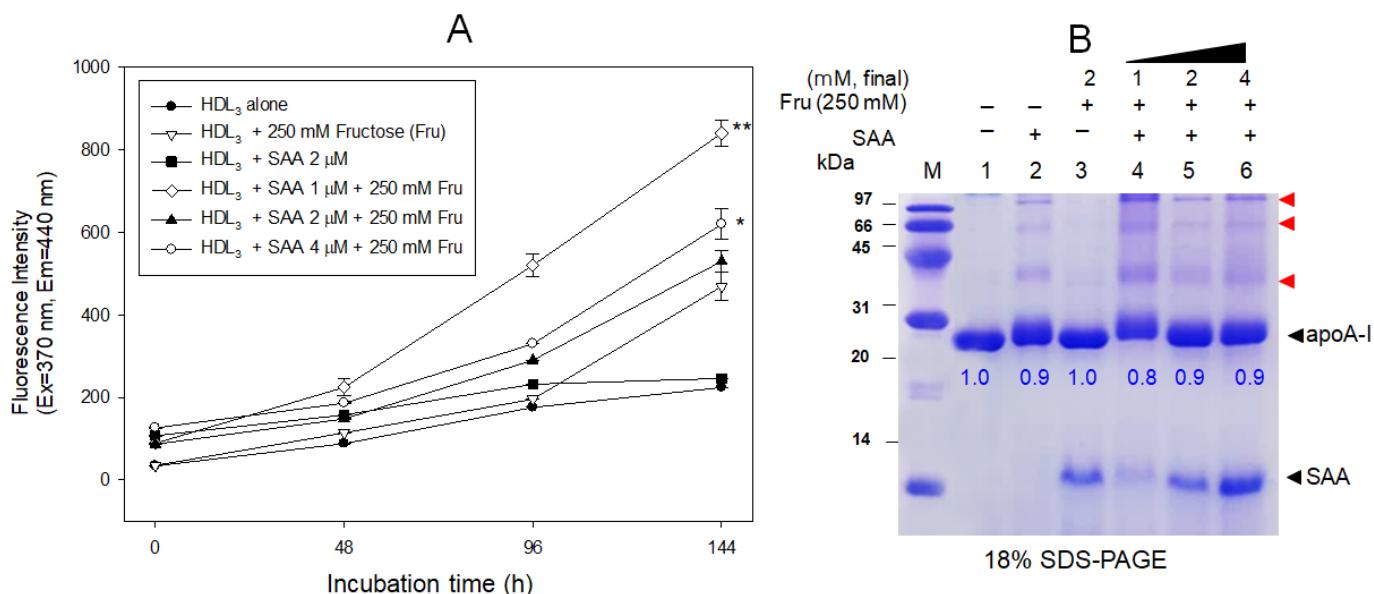 A
1000
800
600
400
200
0
0 48 96 144
Fluorescence Intensity
(Ex=370 nm, Em=440 nm)
Incubation time (h)
HDL₃ alone
HDL₃ + 250 mM Fructose (Fru)
HDL₃ + SAA 2 μM
HDL₃ + SAA 1 μM + 250 mM Fru
HDL₃ + SAA 2 μM + 250 mM Fru
HDL₃ + SAA 4 μM + 250 mM Fru
**
*
B
(mM, final) 2 1 2 4
Fru (250 mM) – – + + + +
SAA – + – + + +
kDa M 1 2 3 4 5 6
97
66
45
31
20
14
apoA-I
1.0 0.9 1.0 0.8 0.9 0.9
SAA
18% SDS-PAGE